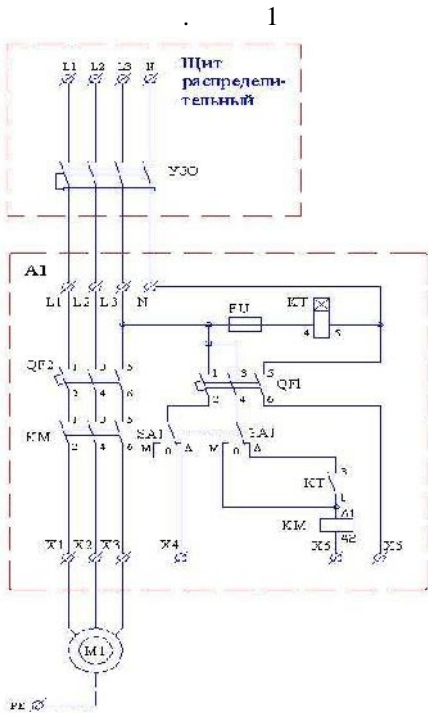 . 1
L1 L2 L3 N
Щит
распредели-
тельный
УЗО
A1
L1 L2 L3 N
FU
KT
4 5
QF2
1 3 5
2 4 6
1 3 5
QF1
2 4 6
KM
1 3 5
2 4 6
SA1
M 0 A
SA1
M 0 A
KT
3
1
KM
A1
A2
X1 X2 X3 X4 X5
M1
PE